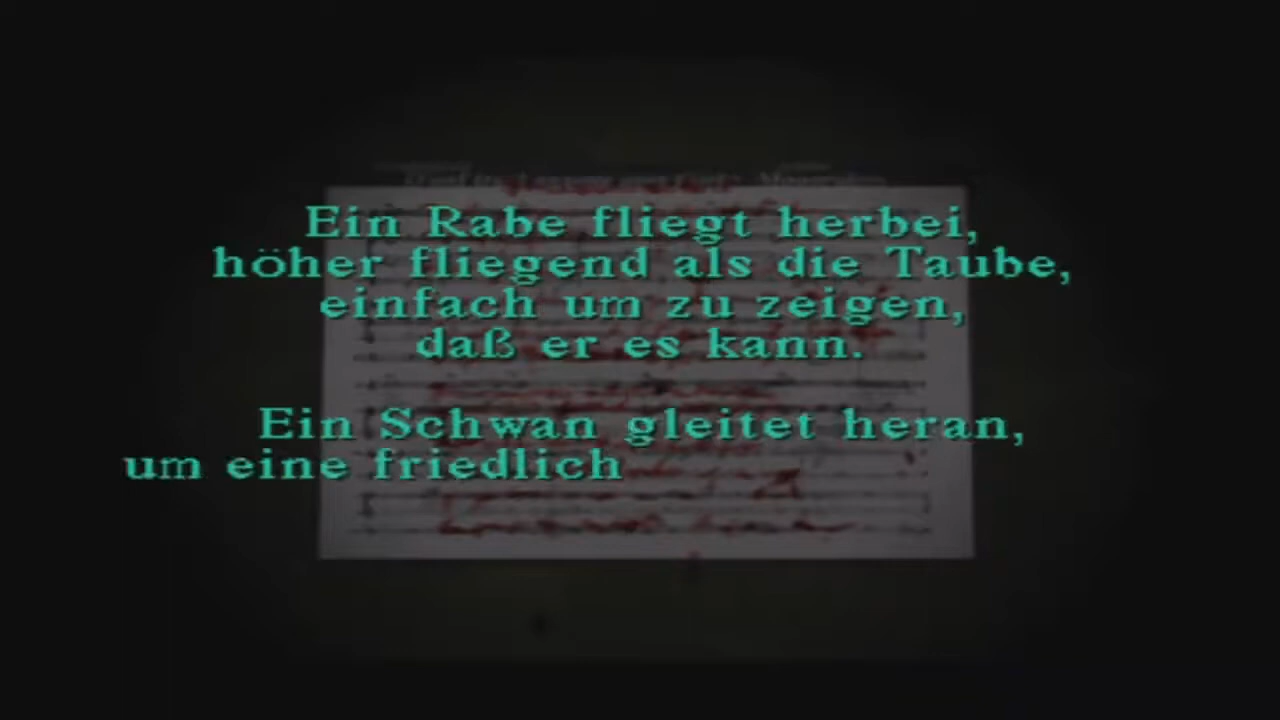 Ein Rabe fliegt herbei,
höher fliegend als die Taube,
einfach um zu zeigen,
daß er es kann.
Ein Schwan gleitet heran,
um eine friedlich